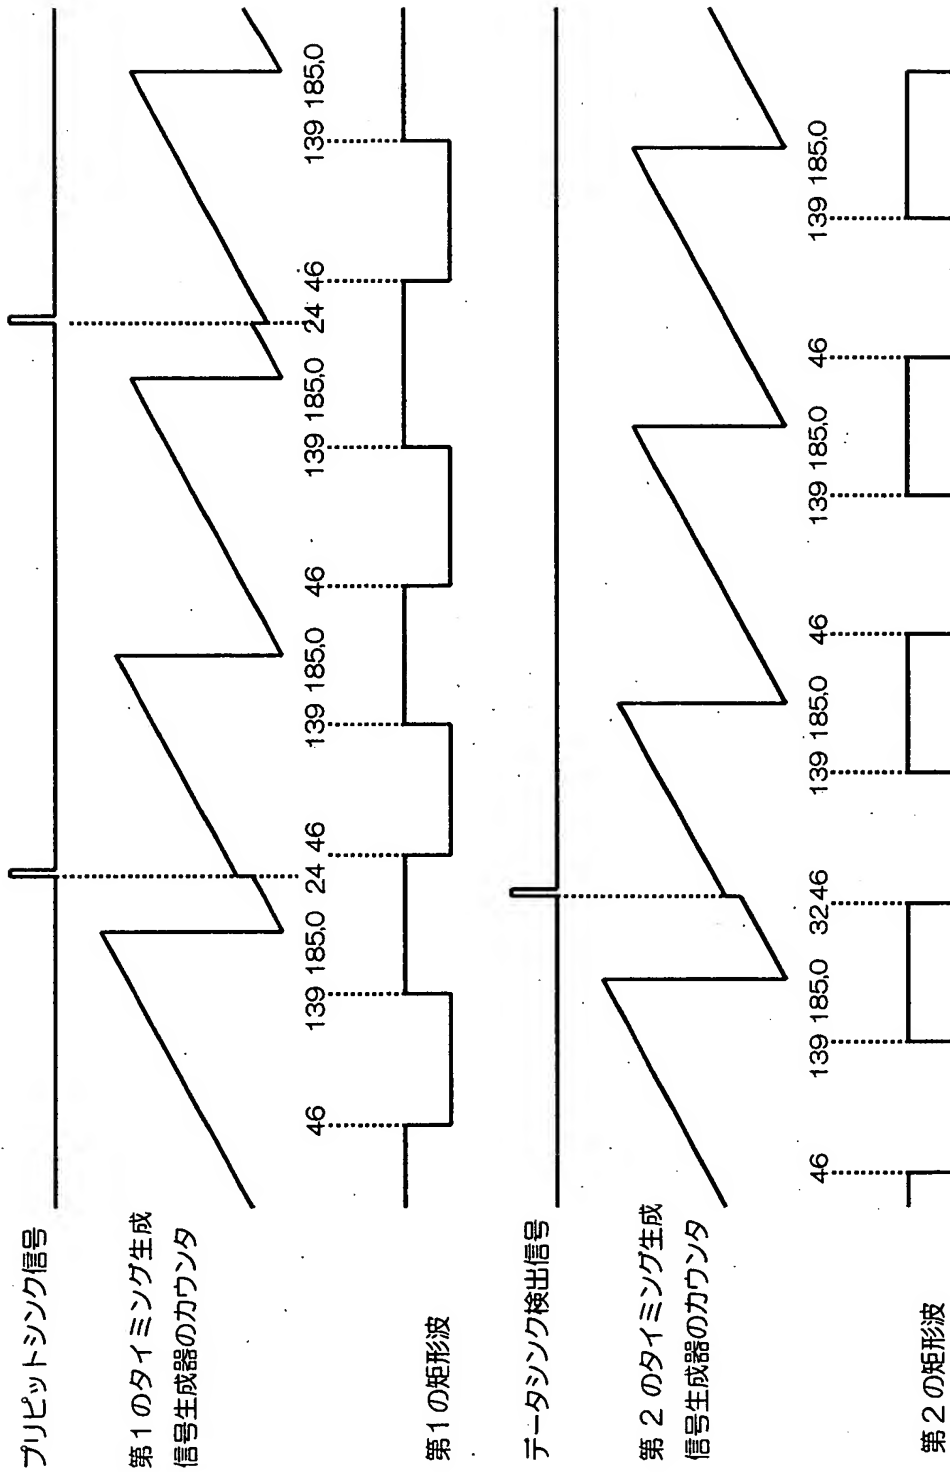 プリピットシンク信号
第1のタイミング生成
信号生成器のカウンタ
46 139 185,0 24 46 139 185,0 46 139 185,0 24 46 139 185,0
第1の矩形波
データシンク検出信号
第2のタイミング生成
信号生成器のカウンタ
46 139 185,0 32 46 139 185,0 46 139 185,0 46 139 185,0
第2の矩形波